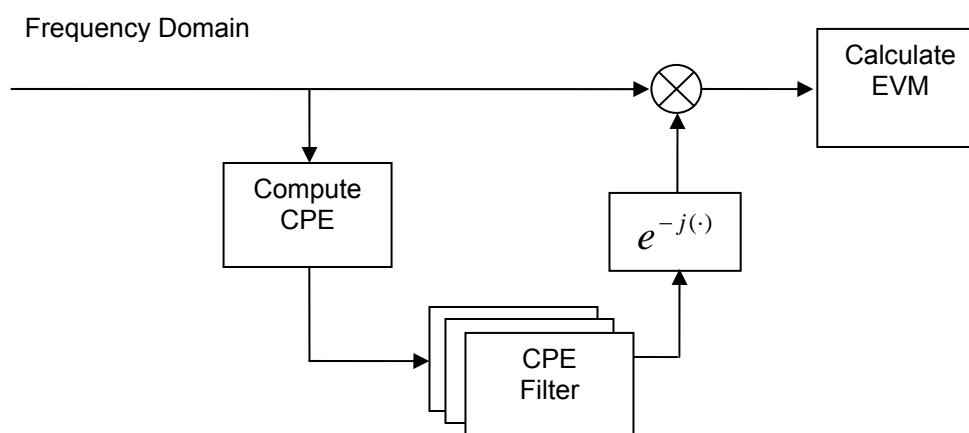 Frequency Domain
Calculate
EVM
Compute
CPE
e^{-j(·)}
CPE
Filter